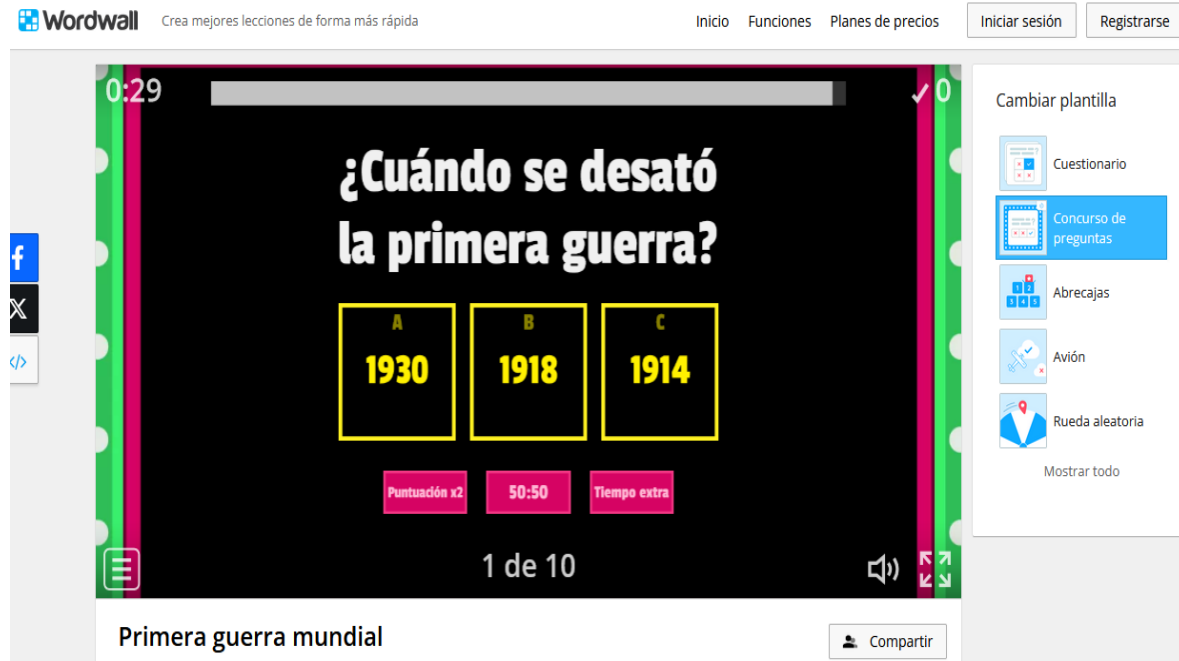 Wordwall Crea mejores lecciones de forma más rápida Inicio Funciones Planes de precios Iniciar sesión Registrarse
0:29 0
¿Cuándo se desató
la primera guerra?
A B C
1930 1918 1914
Puntuación x2 50:50 Tiempo extra
1 de 10
Primera guerra mundial
Compartir
Cambiar plantilla
Cuestionario
Concurso de
preguntas
Abrecajas
Avión
Rueda aleatoria
Mostrar todo